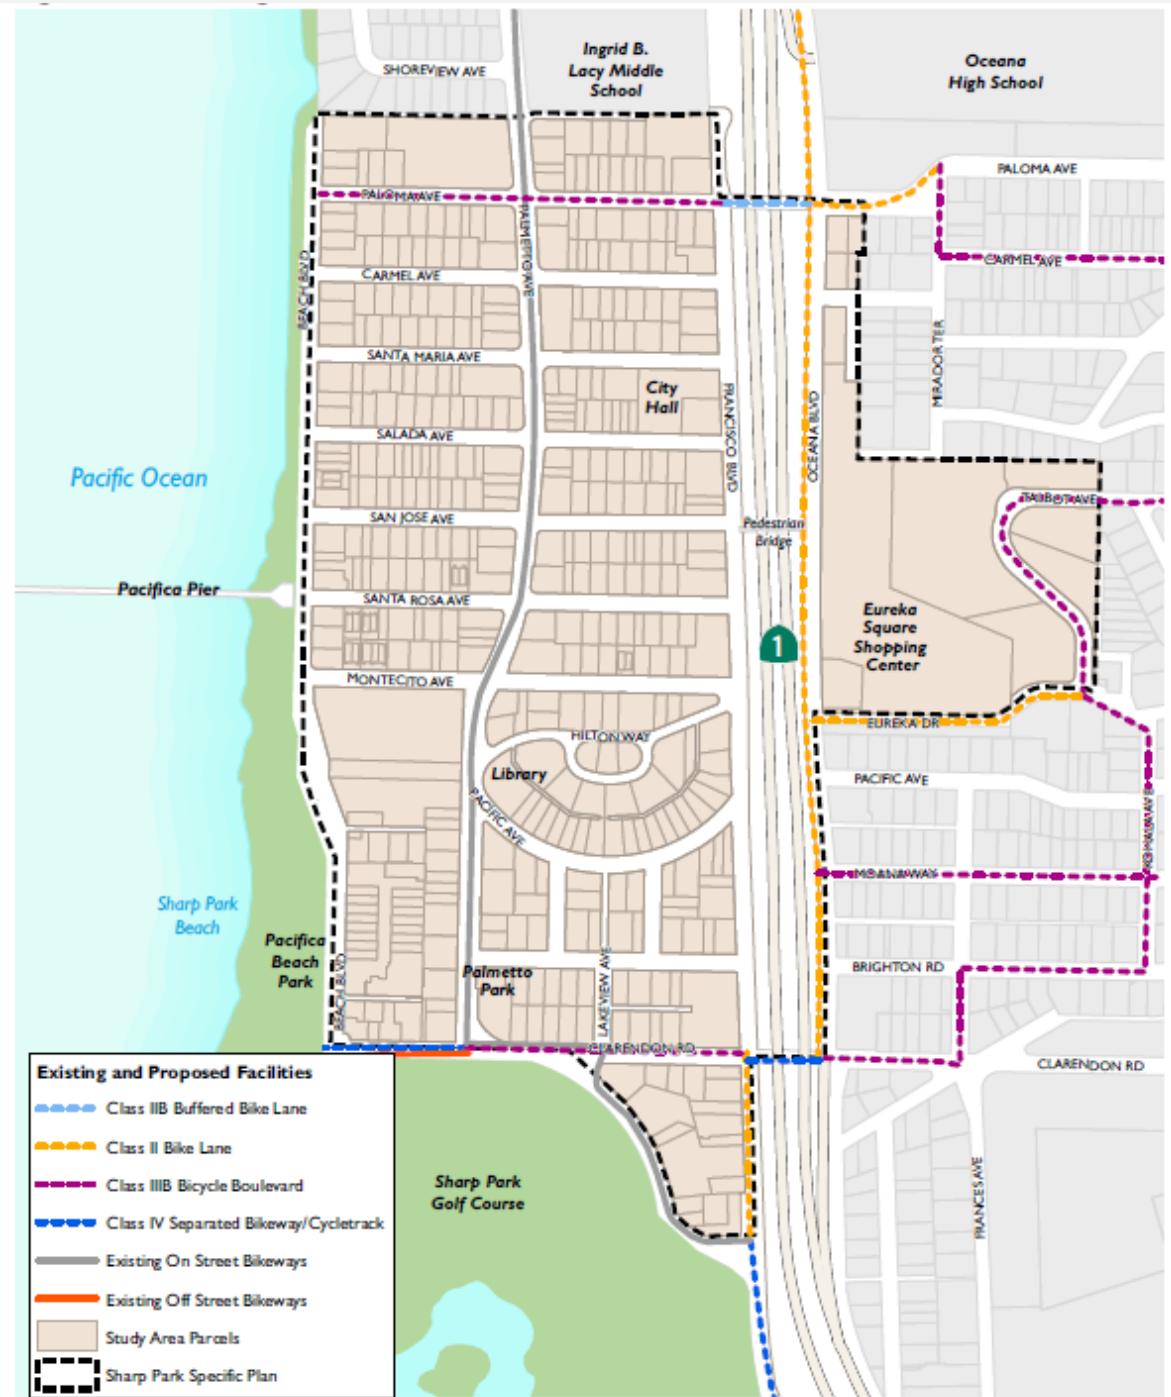 Ingrid B.
Lacy Middle
School
Oceana
High School
SHOREVIEW AVE
PALOMA AVE
PALOMA AVE
PALMETTO AVE
CARMEL AVE
CARMEL AVE
BEACH BLVD
SANTA MARIA AVE
MIRADOR TER
City
Hall
FRANCISCO BLVD
OCEANA BLVD
SALADA AVE
Pacific Ocean
TALBOT AVE
SAN JOSE AVE
Pedestrian
Bridge
Pacifica Pier
SANTA ROSA AVE
Eureka
Square
Shopping
Center
1
MONTECITO AVE
EUREKA DR
HILTON WAY
Library
PACIFIC AVE
PACIFIC AVE
MOANA WAY
Sharp Park
Beach
Pacifica
Beach
Park
BEACH BLVD
Palmetto
Park
LAKEVIEW AVE
BRIGHTON RD
CLARENDON RD
CLARENDON RD
FRANCES AVE
Sharp Park
Golf Course
Existing and Proposed Facilities
Class IIB Buffered Bike Lane
Class II Bike Lane
Class IIIB Bicycle Boulevard
Class IV Separated Bikeway/Cycletrack
Existing On Street Bikeways
Existing Off Street Bikeways
Study Area Parcels
Sharp Park Specific Plan